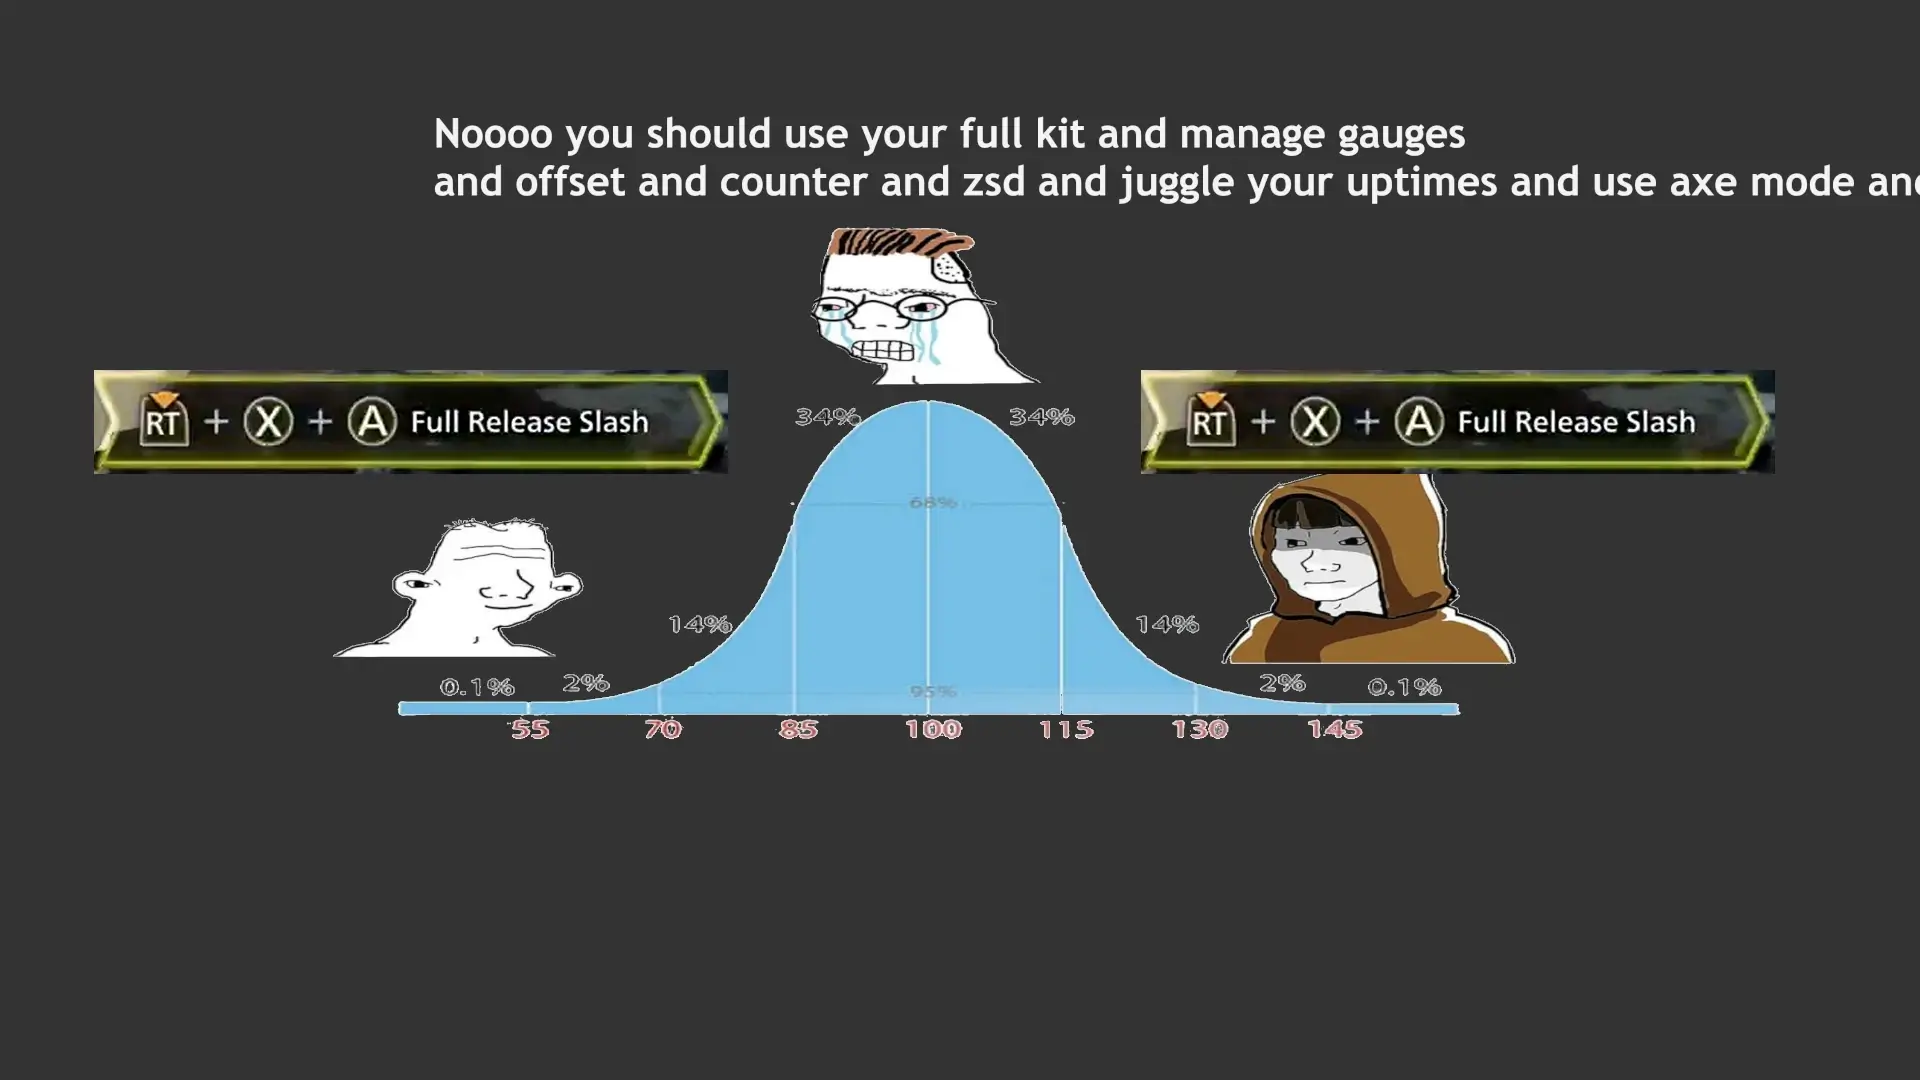 Noooo you should use your full kit and manage gauges
and offset and counter and zsd and juggle your uptimes and use axe mode and
RT + X + A Full Release Slash
RT + X + A Full Release Slash
34% 34%
68%
14% 14%
0.1% 2% 95% 2% 0.1%
55 70 85 100 115 130 145